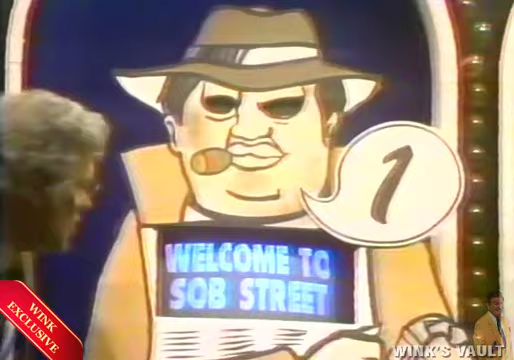 1
WELCOME TO
SOB STREET
WINK
EXCLUSIVE
WINK'S VAULT